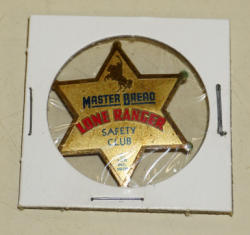 MASTER BREAD
LONE RANGER
SAFETY
CLUB